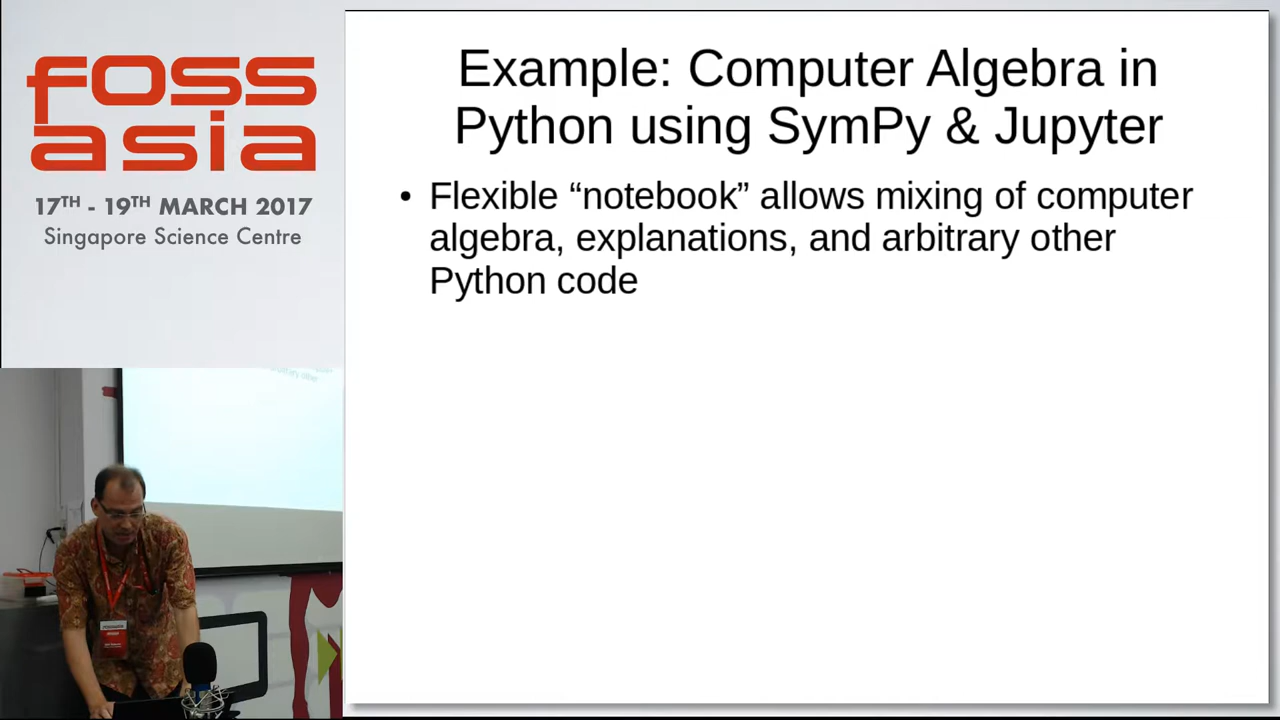 foss
asia
17TH - 19TH MARCH 2017
Singapore Science Centre
Example: Computer Algebra in
Python using SymPy & Jupyter
• Flexible “notebook” allows mixing of computer
algebra, explanations, and arbitrary other
Python code